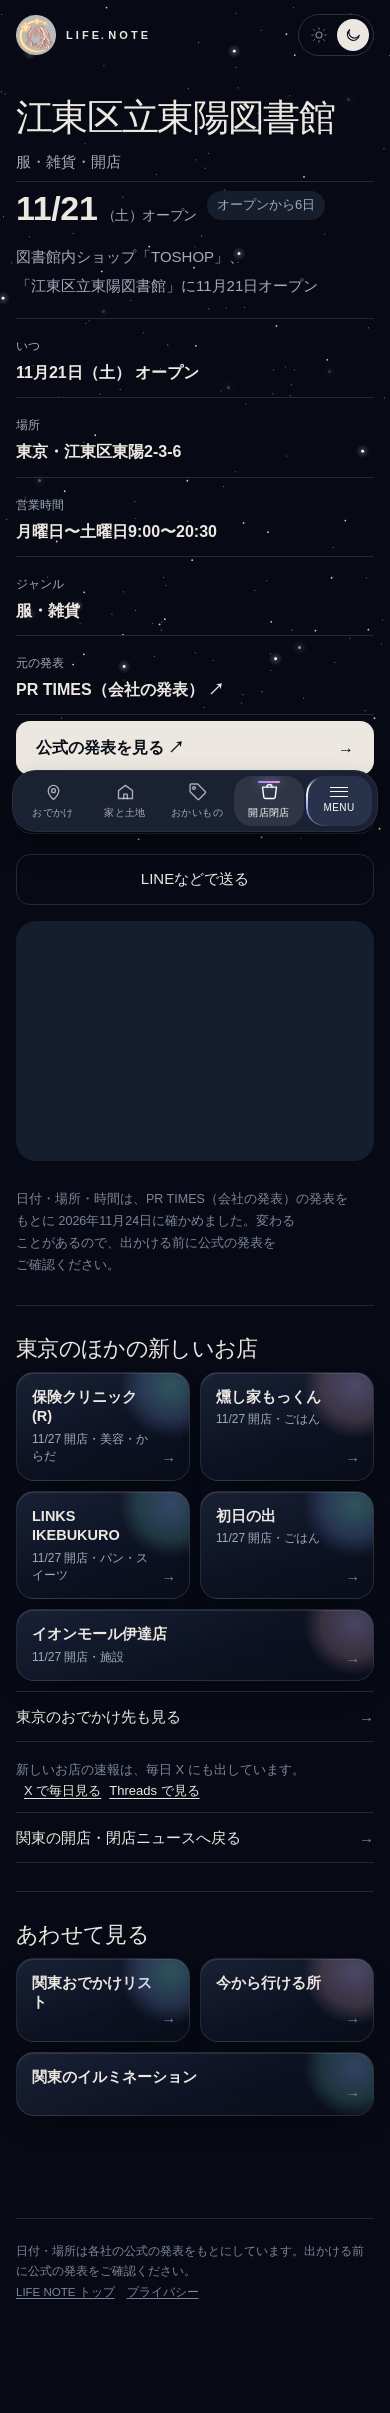 LIFE.NOTE
江東区立東陽図書館
服・雑貨・開店
11/21 （土）オープン オープンから6日
図書館内ショップ「TOSHOP」、
「江東区立東陽図書館」に11月21日オープン
いつ
11月21日（土） オープン
場所
東京・江東区東陽2-3-6
営業時間
月曜日〜土曜日9:00〜20:30
ジャンル
服・雑貨
元の発表
PR TIMES（会社の発表） ↗
公式の発表を見る ↗ →
おでかけ 家と土地 おかいもの 開店閉店 MENU
LINEなどで送る
日付・場所・時間は、PR TIMES（会社の発表）の発表を
もとに 2026年11月24日に確かめました。変わる
ことがあるので、出かける前に公式の発表を
ご確認ください。
東京のほかの新しいお店
保険クリニック
(R)
11/27 開店・美容・か
らだ →
燻し家もっくん
11/27 開店・ごはん
→
LINKS
IKEBUKURO
11/27 開店・パン・ス
イーツ →
初日の出
11/27 開店・ごはん
→
イオンモール伊達店
11/27 開店・施設 →
東京のおでかけ先も見る →
新しいお店の速報は、毎日 X にも出しています。
X で毎日見る Threads で見る
関東の開店・閉店ニュースへ戻る →
あわせて見る
関東おでかけリス
ト →
今から行ける所
→
関東のイルミネーション
→
日付・場所は各社の公式の発表をもとにしています。出かける前
に公式の発表をご確認ください。
LIFE NOTE トップ プライバシー